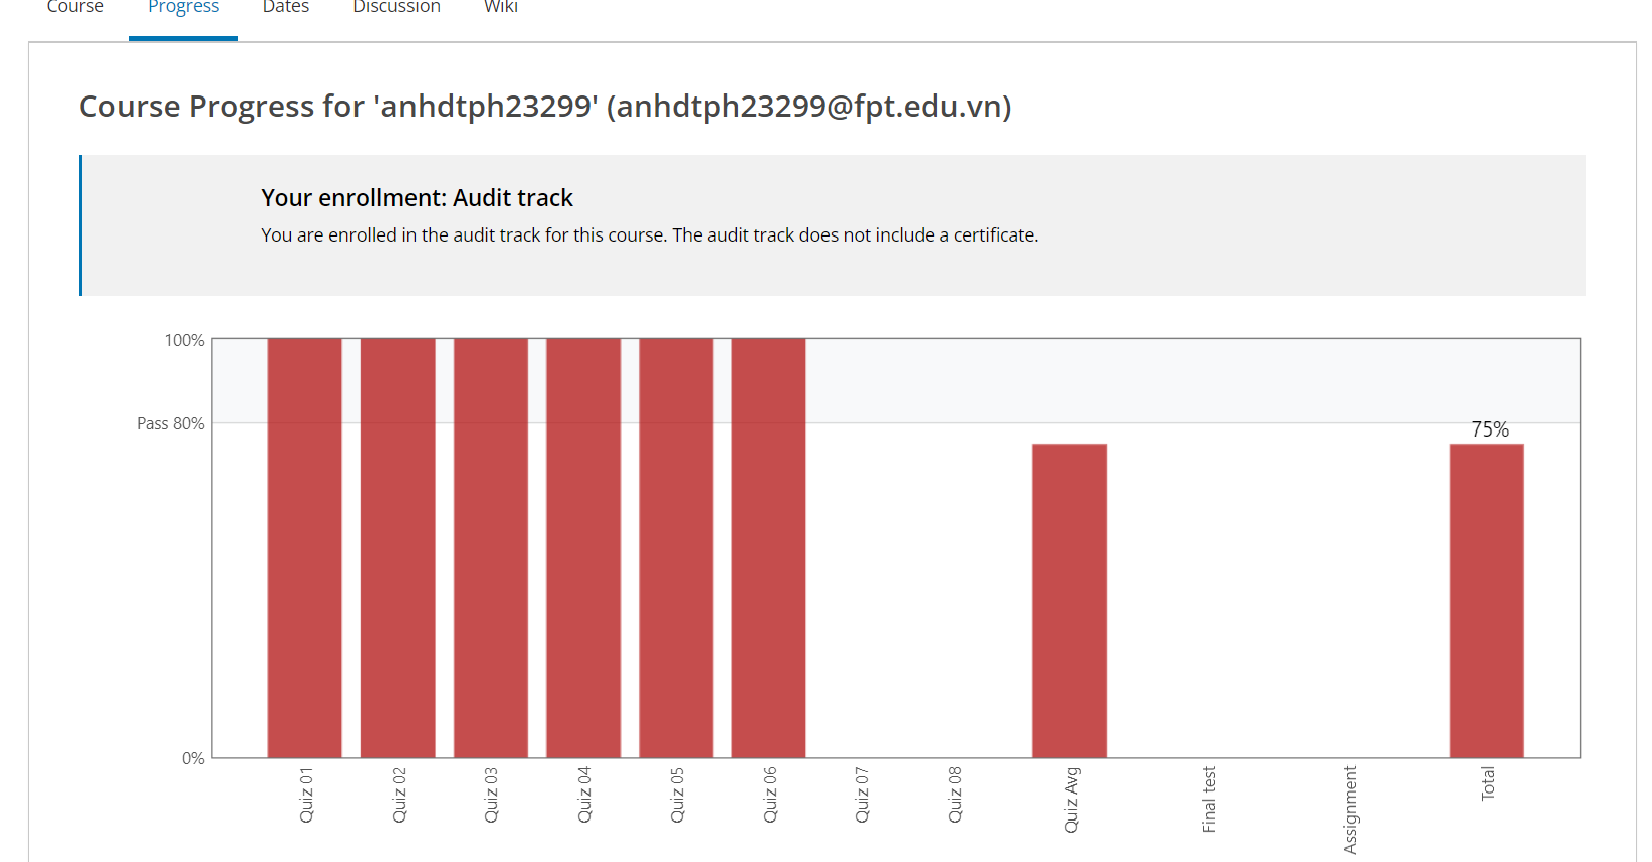 Course Progress Dates Discussion Wiki
Course Progress for 'anhdtph23299' (anhdtph23299@fpt.edu.vn)
Your enrollment: Audit track
You are enrolled in the audit track for this course. The audit track does not include a certificate.
100%
Pass 80%
75%
0%
Quiz 01
Quiz 02
Quiz 03
Quiz 04
Quiz 05
Quiz 06
Quiz 07
Quiz 08
Quiz Avg
Final test
Assignment
Total